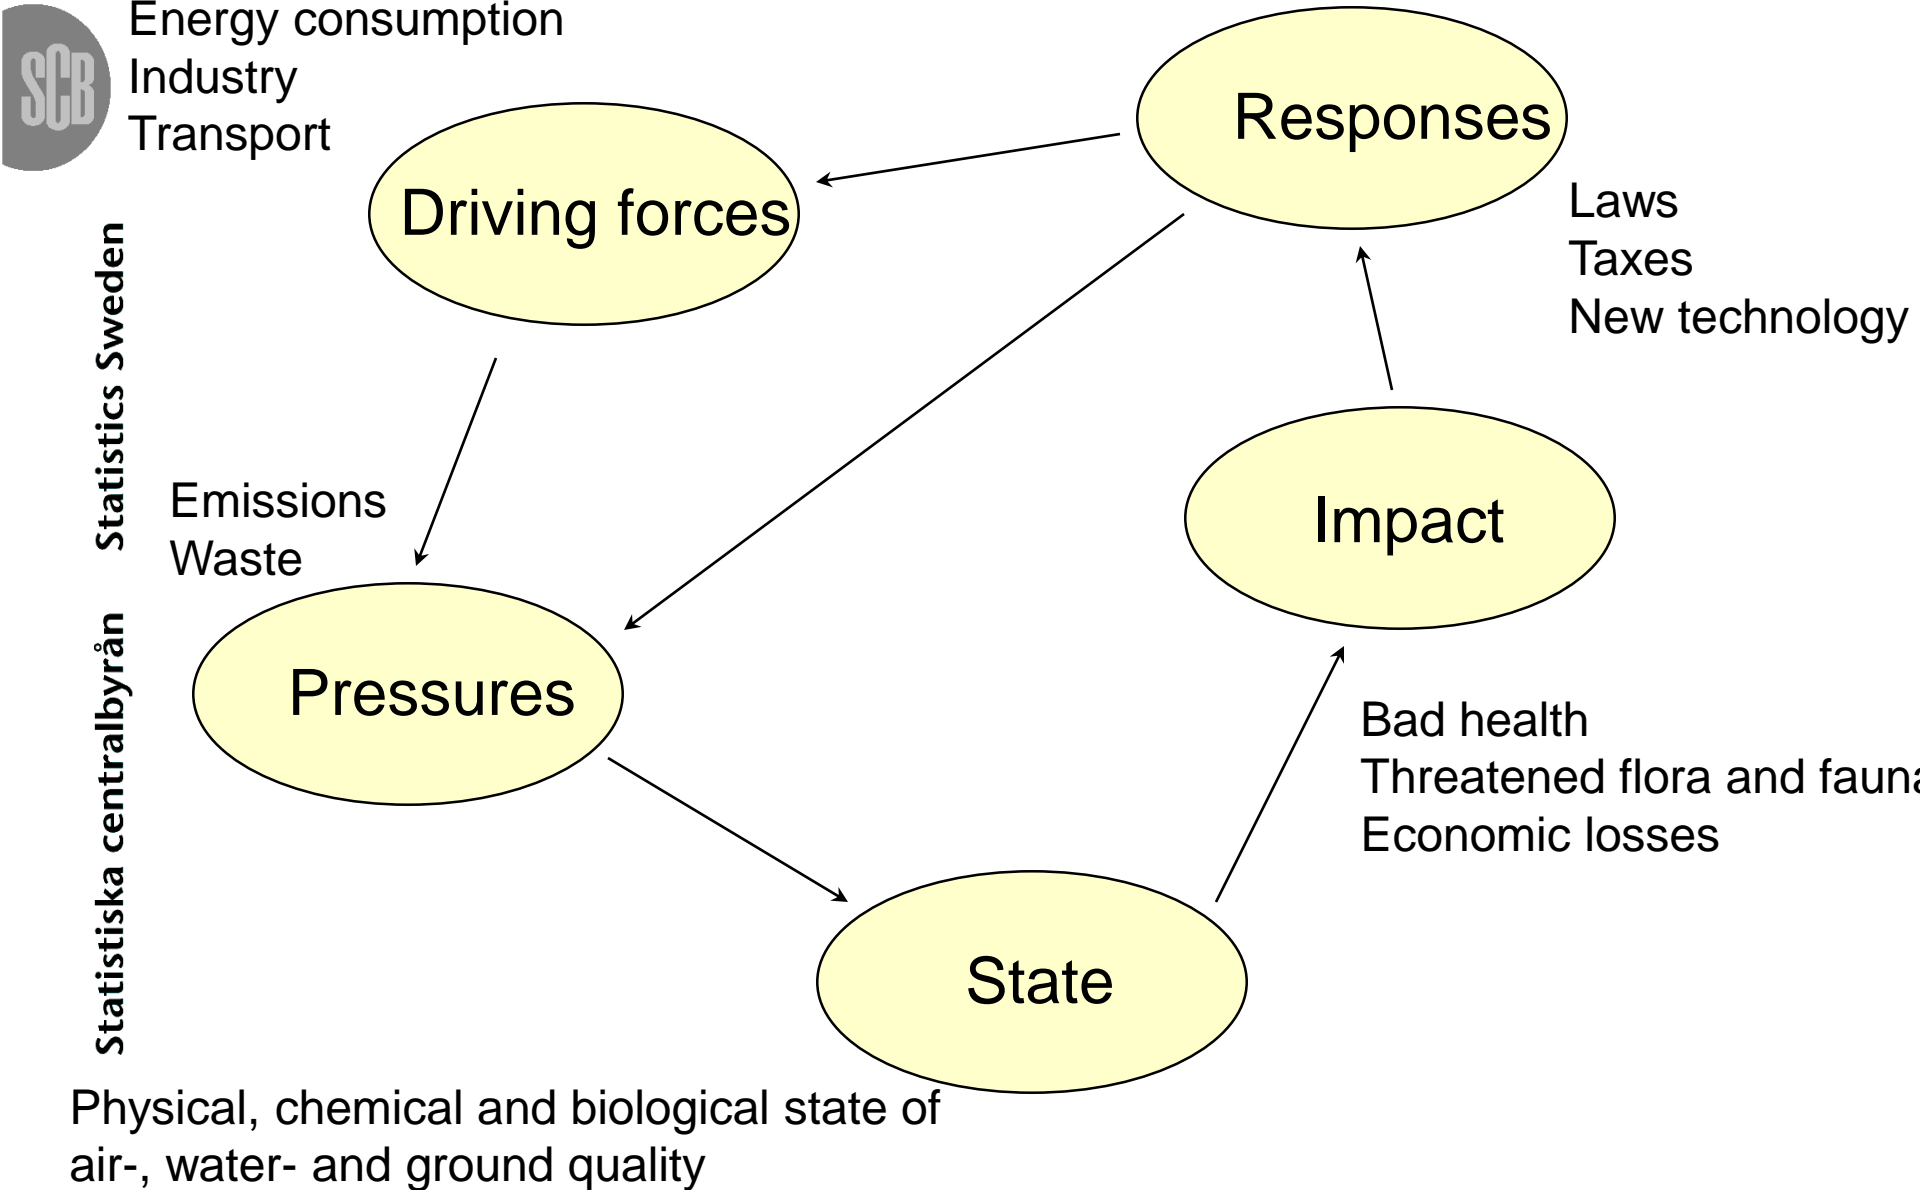 SCB
Energy consumption
Industry
Transport
Driving forces
Responses
Laws
Taxes
New technology
Statistics Sweden
Emissions
Waste
Impact
Pressures
Bad health
Threatened flora and fauna
Economic losses
Statistiska centralbyrån
State
Physical, chemical and biological state of
air-, water- and ground quality